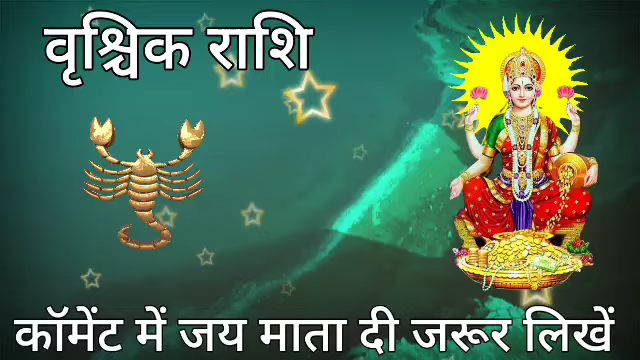 वृश्चिक राशि
कॉमेंट में जय माता दी जरूर लिखें